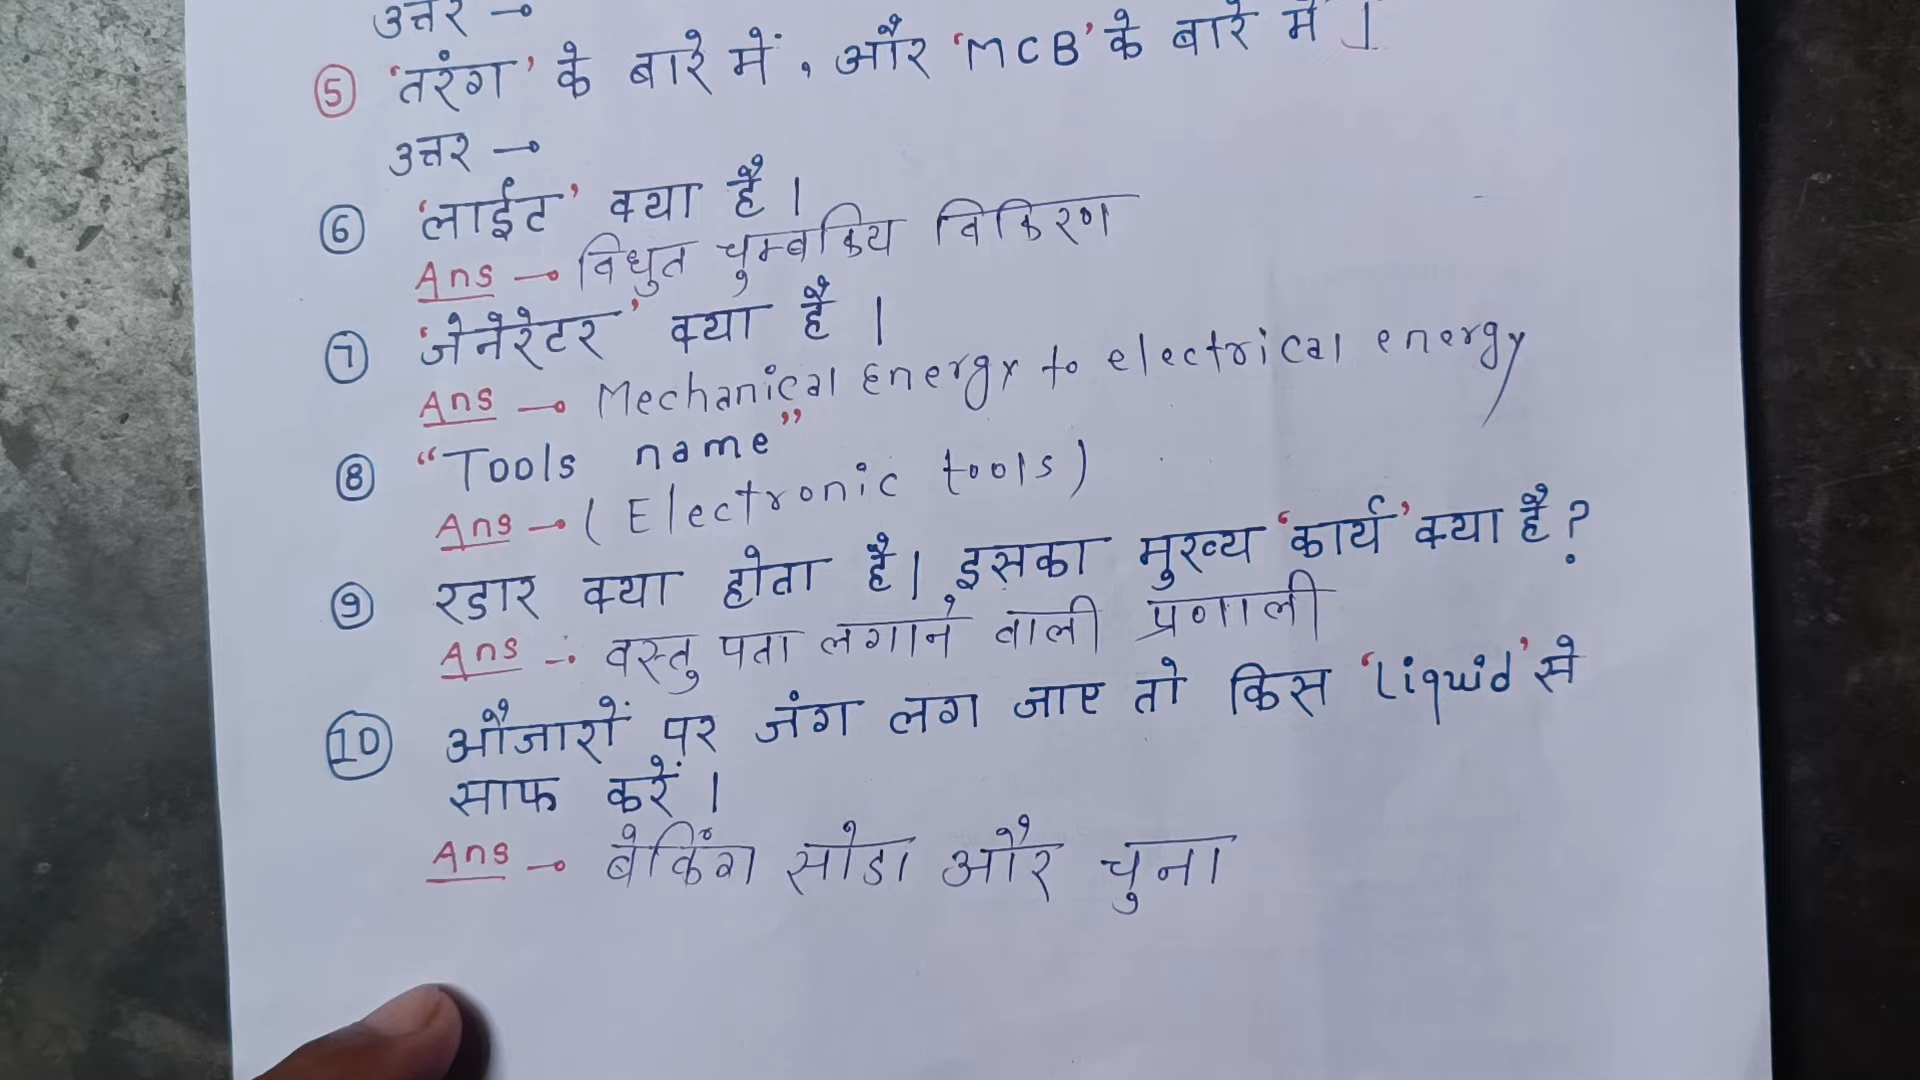 उत्तर →
⑤ 'तरंग' के बारे में, और 'MCB' के बारे में |
उत्तर →
⑥ 'लाईट' क्या है |
Ans → विधुत चुम्बकिय विकिरण
⑦ 'जेनेरेटर' क्या है |
Ans → Mechanical Energy to electrical energy
⑧ “Tools name”
Ans → ( Electronic tools )
⑨ रडार क्या होता है | इसका मुख्य 'कार्य' क्या है ?
Ans → वस्तु पता लगाने वाली प्रणाली
⑩ औजारों पर जंग लग जाए तो किस 'Liquid' से
साफ करें |
Ans → बेकिंग सोडा और चुना